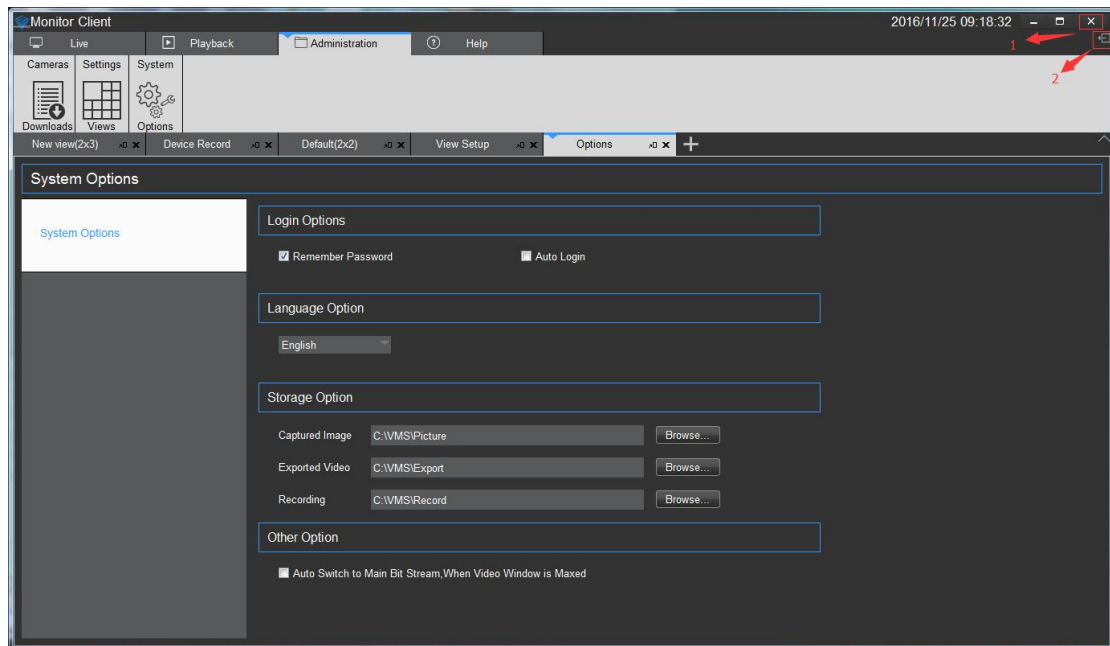 Monitor Client 2016/11/25 09:18:32
Live Playback Administration Help
1
Cameras Settings System
2
Downloads Views Options
New view(2x3) Device Record Default(2x2) View Setup Options
System Options
System Options
Login Options
Remember Password Auto Login
Language Option
English
Storage Option
Captured Image C:\VMS\Picture Browse...
Exported Video C:\VMS\Export Browse...
Recording C:\VMS\Record Browse...
Other Option
Auto Switch to Main Bit Stream,When Video Window is Maxed